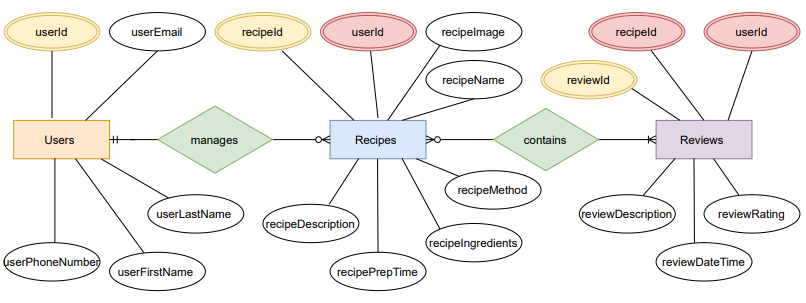 userId
userEmail
recipeId
userId
recipeImage
recipeId
userId
recipeName
reviewId
Users
manages
Recipes
contains
Reviews
recipeMethod
userLastName
recipeDescription
reviewDescription
reviewRating
recipeIngredients
userPhoneNumber
userFirstName
recipePrepTime
reviewDateTime